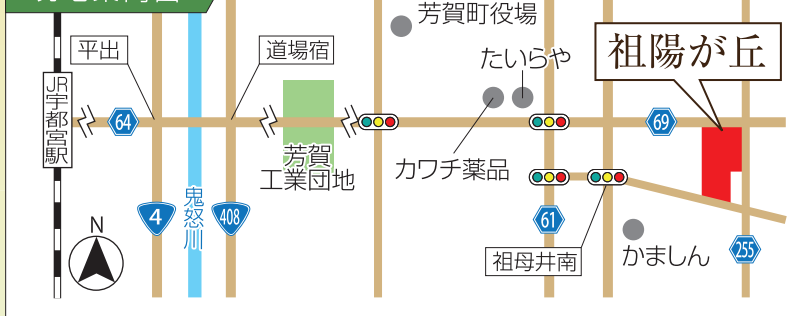 芳賀町役場
平出
道場宿
たいらや
祖陽が丘
JR宇都宮駅
64
69
芳賀
工業団地
カワチ薬品
鬼怒川
4
408
61
祖母井南
かましん
255
N